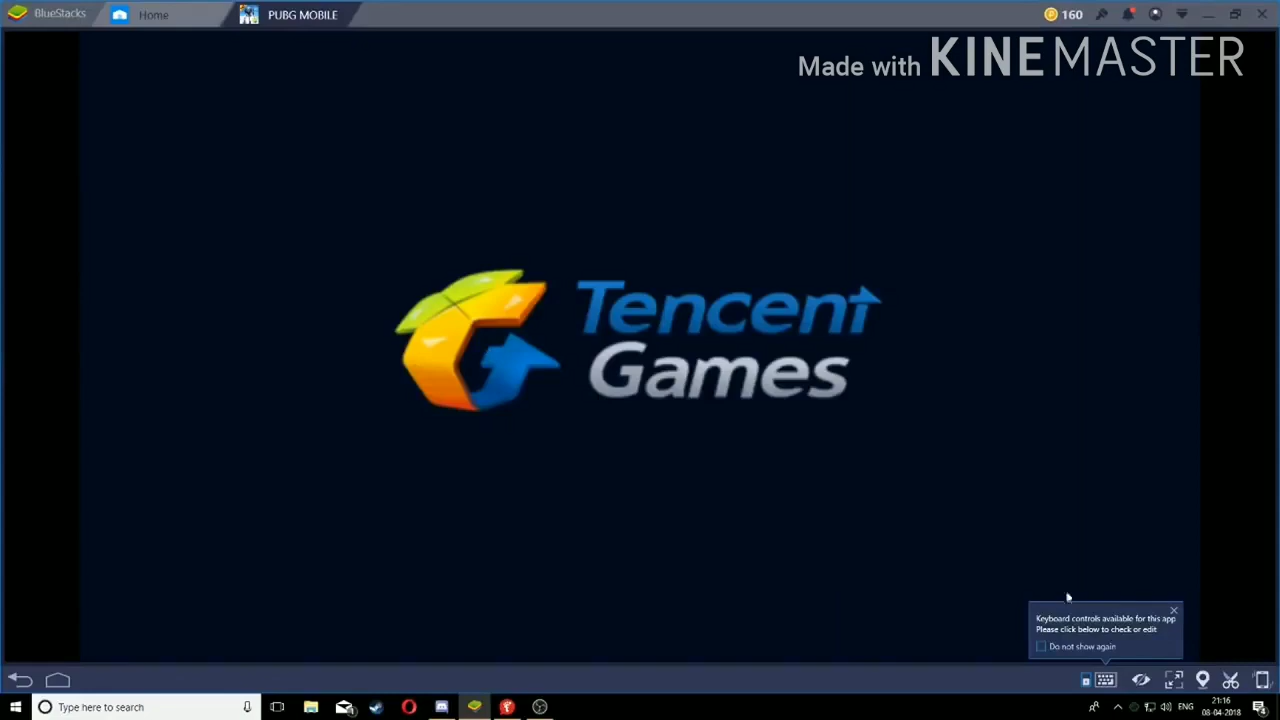 BlueStacks
Home
PUBG MOBILE
160
Made with KINEMASTER
Tencent
Games
Keyboard controls available for this app
Please click below to check or edit
Do not show again
Type here to search
ENG
21:16
08-04-2018